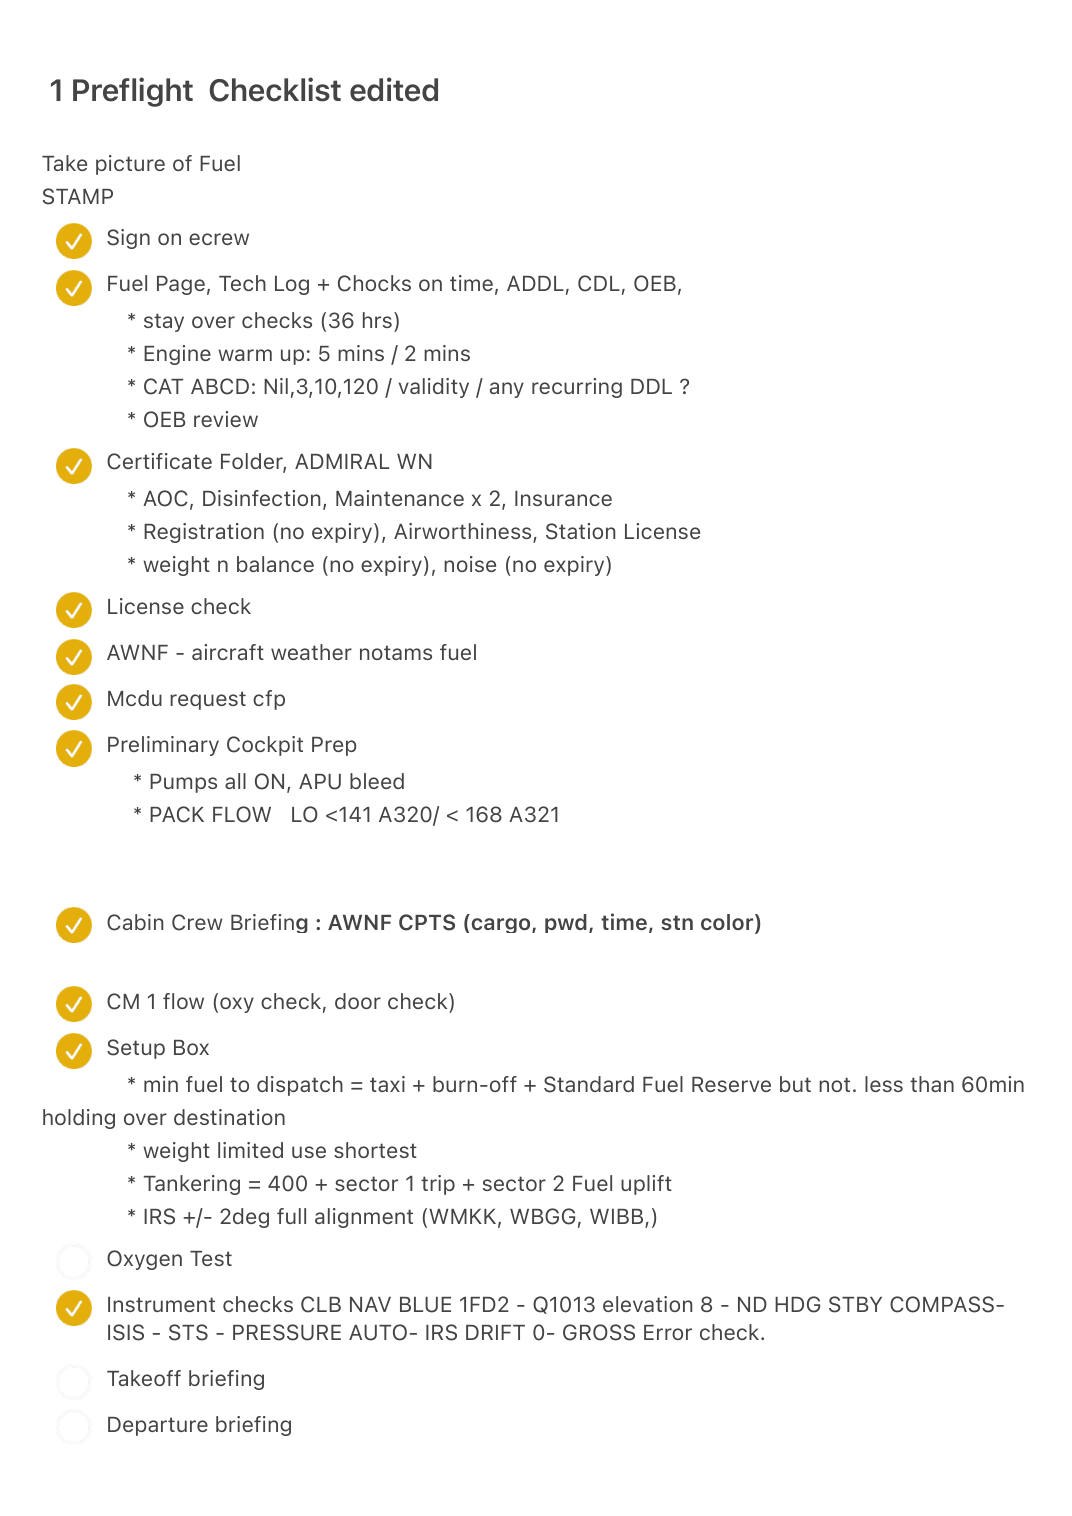 1 Preflight  Checklist edited
Take picture of Fuel
STAMP
Sign on ecrew
Fuel Page, Tech Log + Chocks on time, ADDL, CDL, OEB,
* stay over checks (36 hrs)
* Engine warm up: 5 mins / 2 mins
* CAT ABCD: Nil,3,10,120 / validity / any recurring DDL ?
* OEB review
Certificate Folder, ADMIRAL WN
* AOC, Disinfection, Maintenance x 2, Insurance
* Registration (no expiry), Airworthiness, Station License
* weight n balance (no expiry), noise (no expiry)
License check
AWNF - aircraft weather notams fuel
Mcdu request cfp
Preliminary Cockpit Prep
* Pumps all ON, APU bleed
* PACK FLOW   LO <141 A320/ < 168 A321
Cabin Crew Briefing : AWNF CPTS (cargo, pwd, time, stn color)
CM 1 flow (oxy check, door check)
Setup Box
* min fuel to dispatch = taxi + burn-off + Standard Fuel Reserve but not. less than 60min
holding over destination
* weight limited use shortest
* Tankering = 400 + sector 1 trip + sector 2 Fuel uplift
* IRS +/- 2deg full alignment (WMKK, WBGG, WIBB,)
Oxygen Test
Instrument checks CLB NAV BLUE 1FD2 - Q1013 elevation 8 - ND HDG STBY COMPASS-
ISIS - STS - PRESSURE AUTO- IRS DRIFT 0- GROSS Error check.
Takeoff briefing
Departure briefing